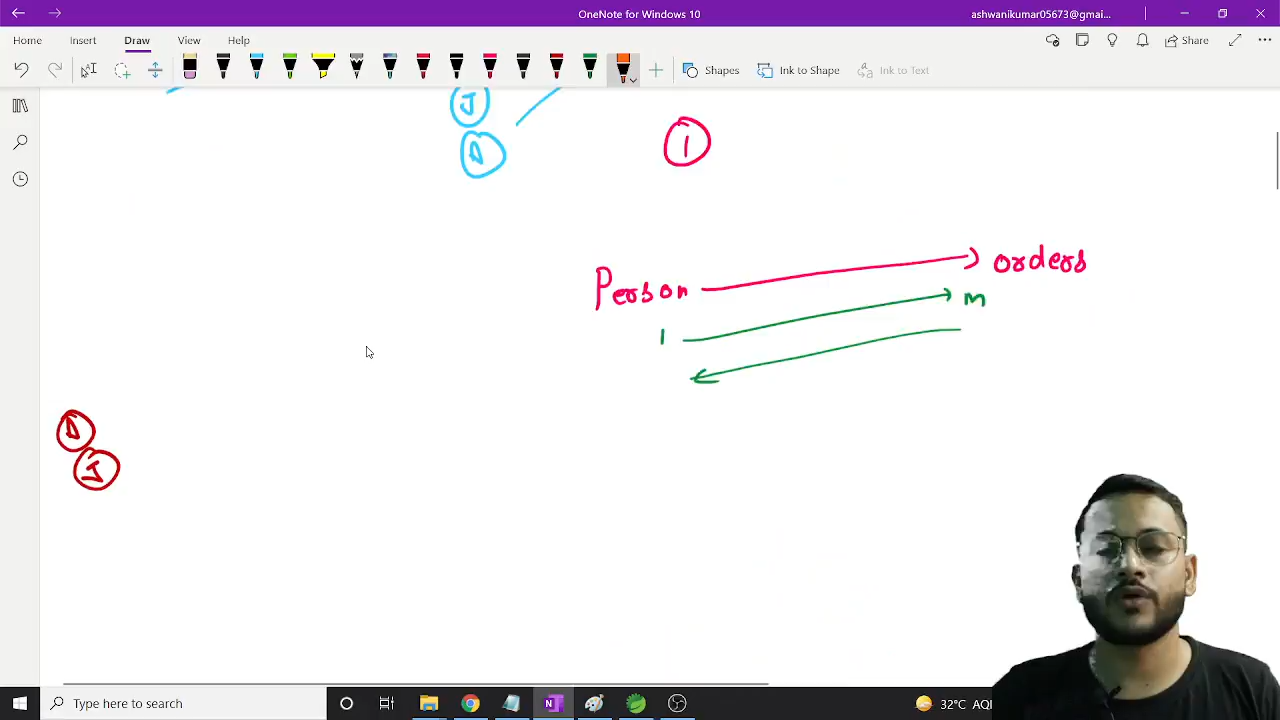 OneNote for Windows 10
ashwanikumar05673@gmai...
Home Insert Draw View Help
Share
Shapes Ink to Shape Ink to Text
J
D
1
Person orders
1 m
D
J
Type here to search
32°C AQI